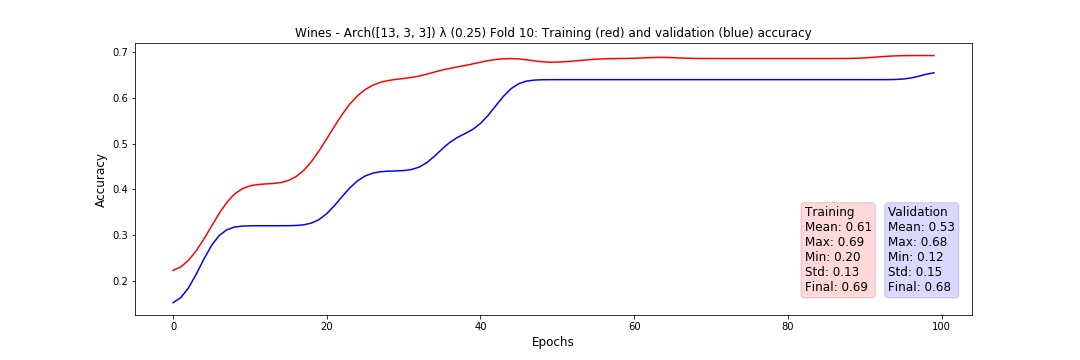 Wines - Arch([13, 3, 3]) λ (0.25) Fold 10: Training (red) and validation (blue) accuracy
0.7
0.6
0.5
0.4
0.3
0.2
Accuracy
Training
Mean: 0.61
Max: 0.69
Min: 0.20
Std: 0.13
Final: 0.69
Validation
Mean: 0.53
Max: 0.68
Min: 0.12
Std: 0.15
Final: 0.68
0
20
40
60
80
100
Epochs